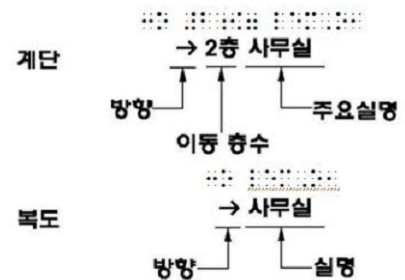 계단
→ 2층 사무실
방향
주요실명
이동 층수
복도
→ 사무실
방향
실명